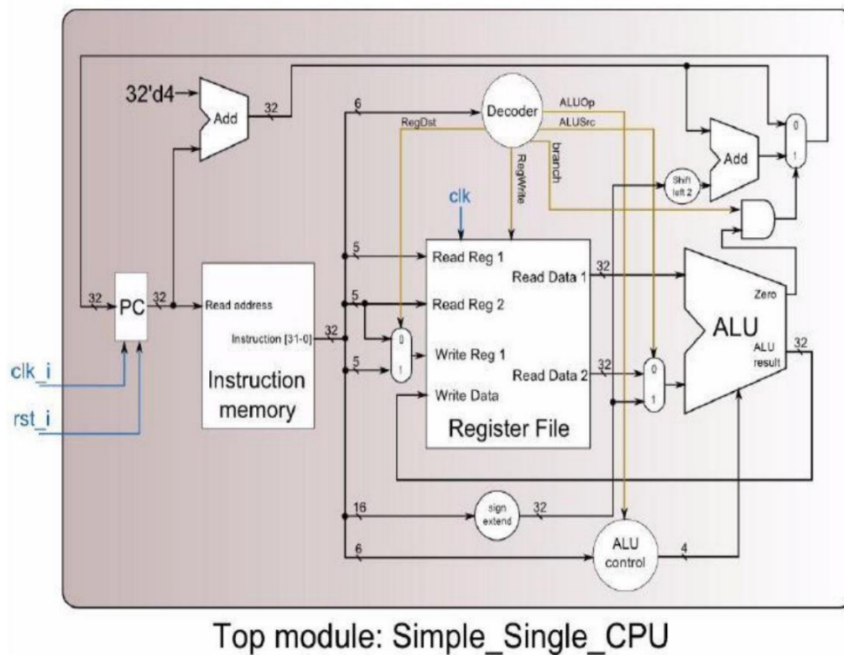 32'd4
Add
32
6
Decoder
ALUOp
RegDst
ALUSrc
RegWrite
branch
0
1
Add
Shift
left 2
clk
5
Read Reg 1
Read Data 1
32
32
PC
32
Read address
5
Read Reg 2
Zero
ALU
Instruction [31-0]
32
0
1
Write Reg 1
ALU
result
32
clk_i
Instruction
memory
5
Read Data 2
32
0
1
Write Data
rst_i
Register File
16
sign
extend
32
6
ALU
control
4
Top module: Simple_Single_CPU